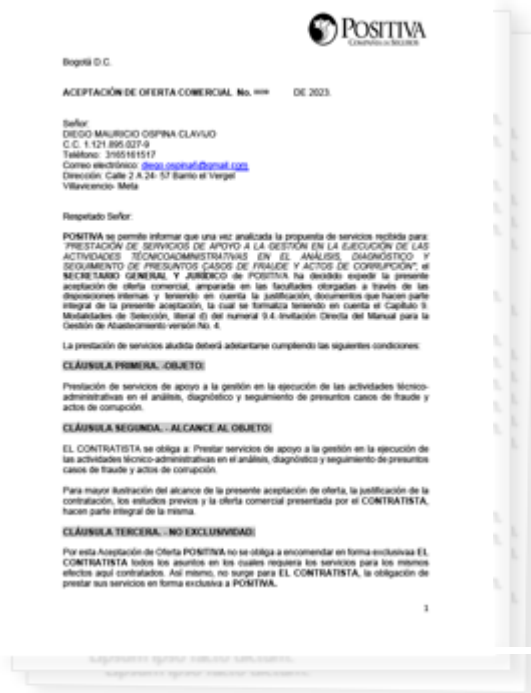 POSITIVA
COMPAÑÍA DE SEGUROS
Bogotá D.C.
ACEPTACIÓN DE OFERTA COMERCIAL No. DE 2023.
Señor:
DIEGO MAURICIO OSPINA CLAVIJO
C.C. 1.121.895.027-9
Teléfono: 3165161517
Correo electrónico: diego.ospina6@gmail.com
Dirección: Calle 2 A 24- 57 Barrio el Vergel
Villavicencio- Meta
Respetado Señor:
POSITIVA se permite informar que una vez analizada la propuesta de servicios recibida para:
"PRESTACIÓN DE SERVICIOS DE APOYO A LA GESTIÓN EN LA EJECUCIÓN DE LAS
ACTIVIDADES TÉCNICOADMINISTRATIVAS EN EL ANÁLISIS, DIAGNÓSTICO Y
SEGUIMIENTO DE PRESUNTOS CASOS DE FRAUDE Y ACTOS DE CORRUPCIÓN"; el
SECRETARIO GENERAL Y JURÍDICO de POSITIVA ha decidido expedir la presente
aceptación de oferta comercial, amparada en las facultades otorgadas a través de las
disposiciones internas y teniendo en cuenta la justificación, documentos que hacen parte
integral de la presente aceptación, la cual se formaliza teniendo en cuenta el Capítulo 9.
Modalidades de Selección, literal d) del numeral 9.4.-Invitación Directa del Manual para la
Gestión de Abastecimiento versión No. 4.
La prestación de servicios aludida deberá adelantarse cumpliendo las siguientes condiciones:
CLÁUSULA PRIMERA. -OBJETO:
Prestación de servicios de apoyo a la gestión en la ejecución de las actividades técnico-
administrativas en el análisis, diagnóstico y seguimiento de presuntos casos de fraude y
actos de corrupción.
CLÁUSULA SEGUNDA. - ALCANCE AL OBJETO:
EL CONTRATISTA se obliga a: Prestar servicios de apoyo a la gestión en la ejecución de
las actividades técnico-administrativas en el análisis, diagnóstico y seguimiento de presuntos
casos de fraude y actos de corrupción.
Para mayor ilustración del alcance de la presente aceptación de oferta, la justificación de la
contratación, los estudios previos y la oferta comercial presentada por el CONTRATISTA,
hacen parte integral de la misma.
CLÁUSULA TERCERA. - NO EXCLUSIVIDAD:
Por esta Aceptación de Oferta POSITIVA no se obliga a encomendar en forma exclusivaa EL
CONTRATISTA todos los asuntos en los cuales requiera los servicios para los mismos
efectos aquí contratados. Así mismo, no surge para EL CONTRATISTA, la obligación de
prestar sus servicios en forma exclusiva a POSITIVA.
1